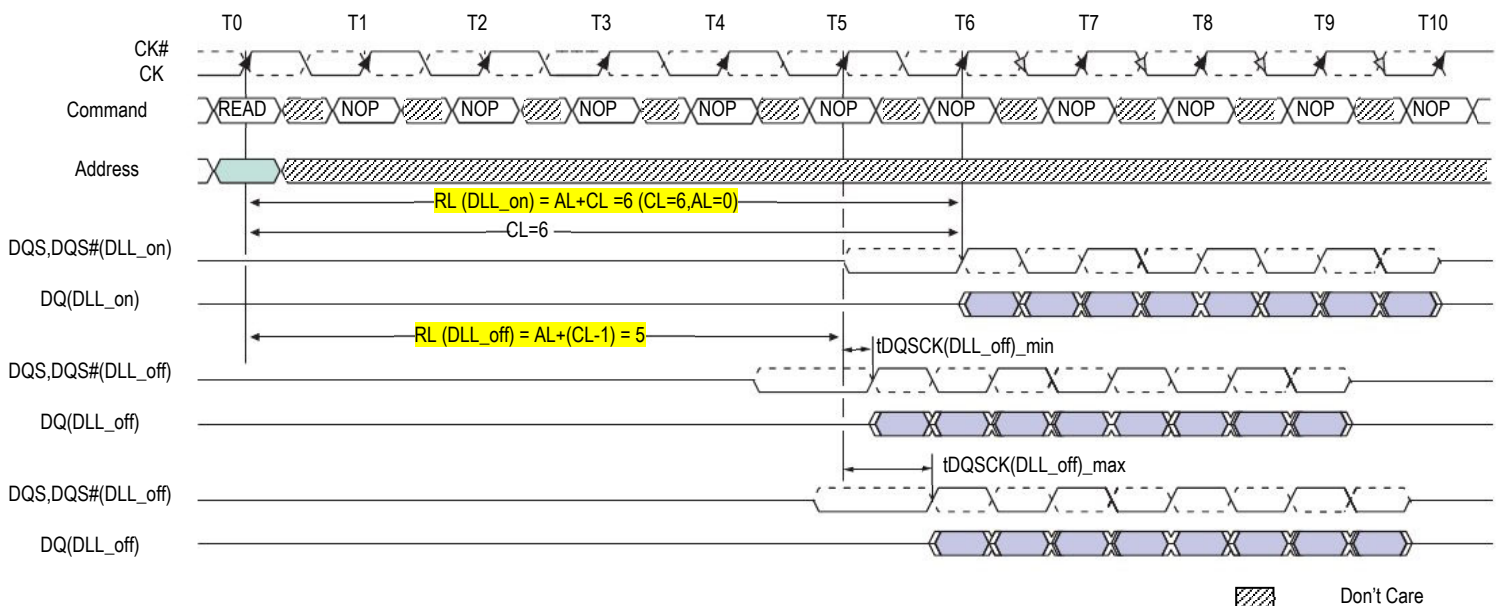 T0 T1 T2 T3 T4 T5 T6 T7 T8 T9 T10
CK#
CK
Command READ NOP NOP NOP NOP NOP NOP NOP NOP NOP NOP
Address
RL (DLL_on) = AL+CL =6 (CL=6,AL=0)
CL=6
DQS,DQS#(DLL_on)
DQ(DLL_on)
RL (DLL_off) = AL+(CL-1) = 5
tDQSCK(DLL_off)_min
DQS,DQS#(DLL_off)
DQ(DLL_off)
tDQSCK(DLL_off)_max
DQS,DQS#(DLL_off)
DQ(DLL_off)
Don't Care